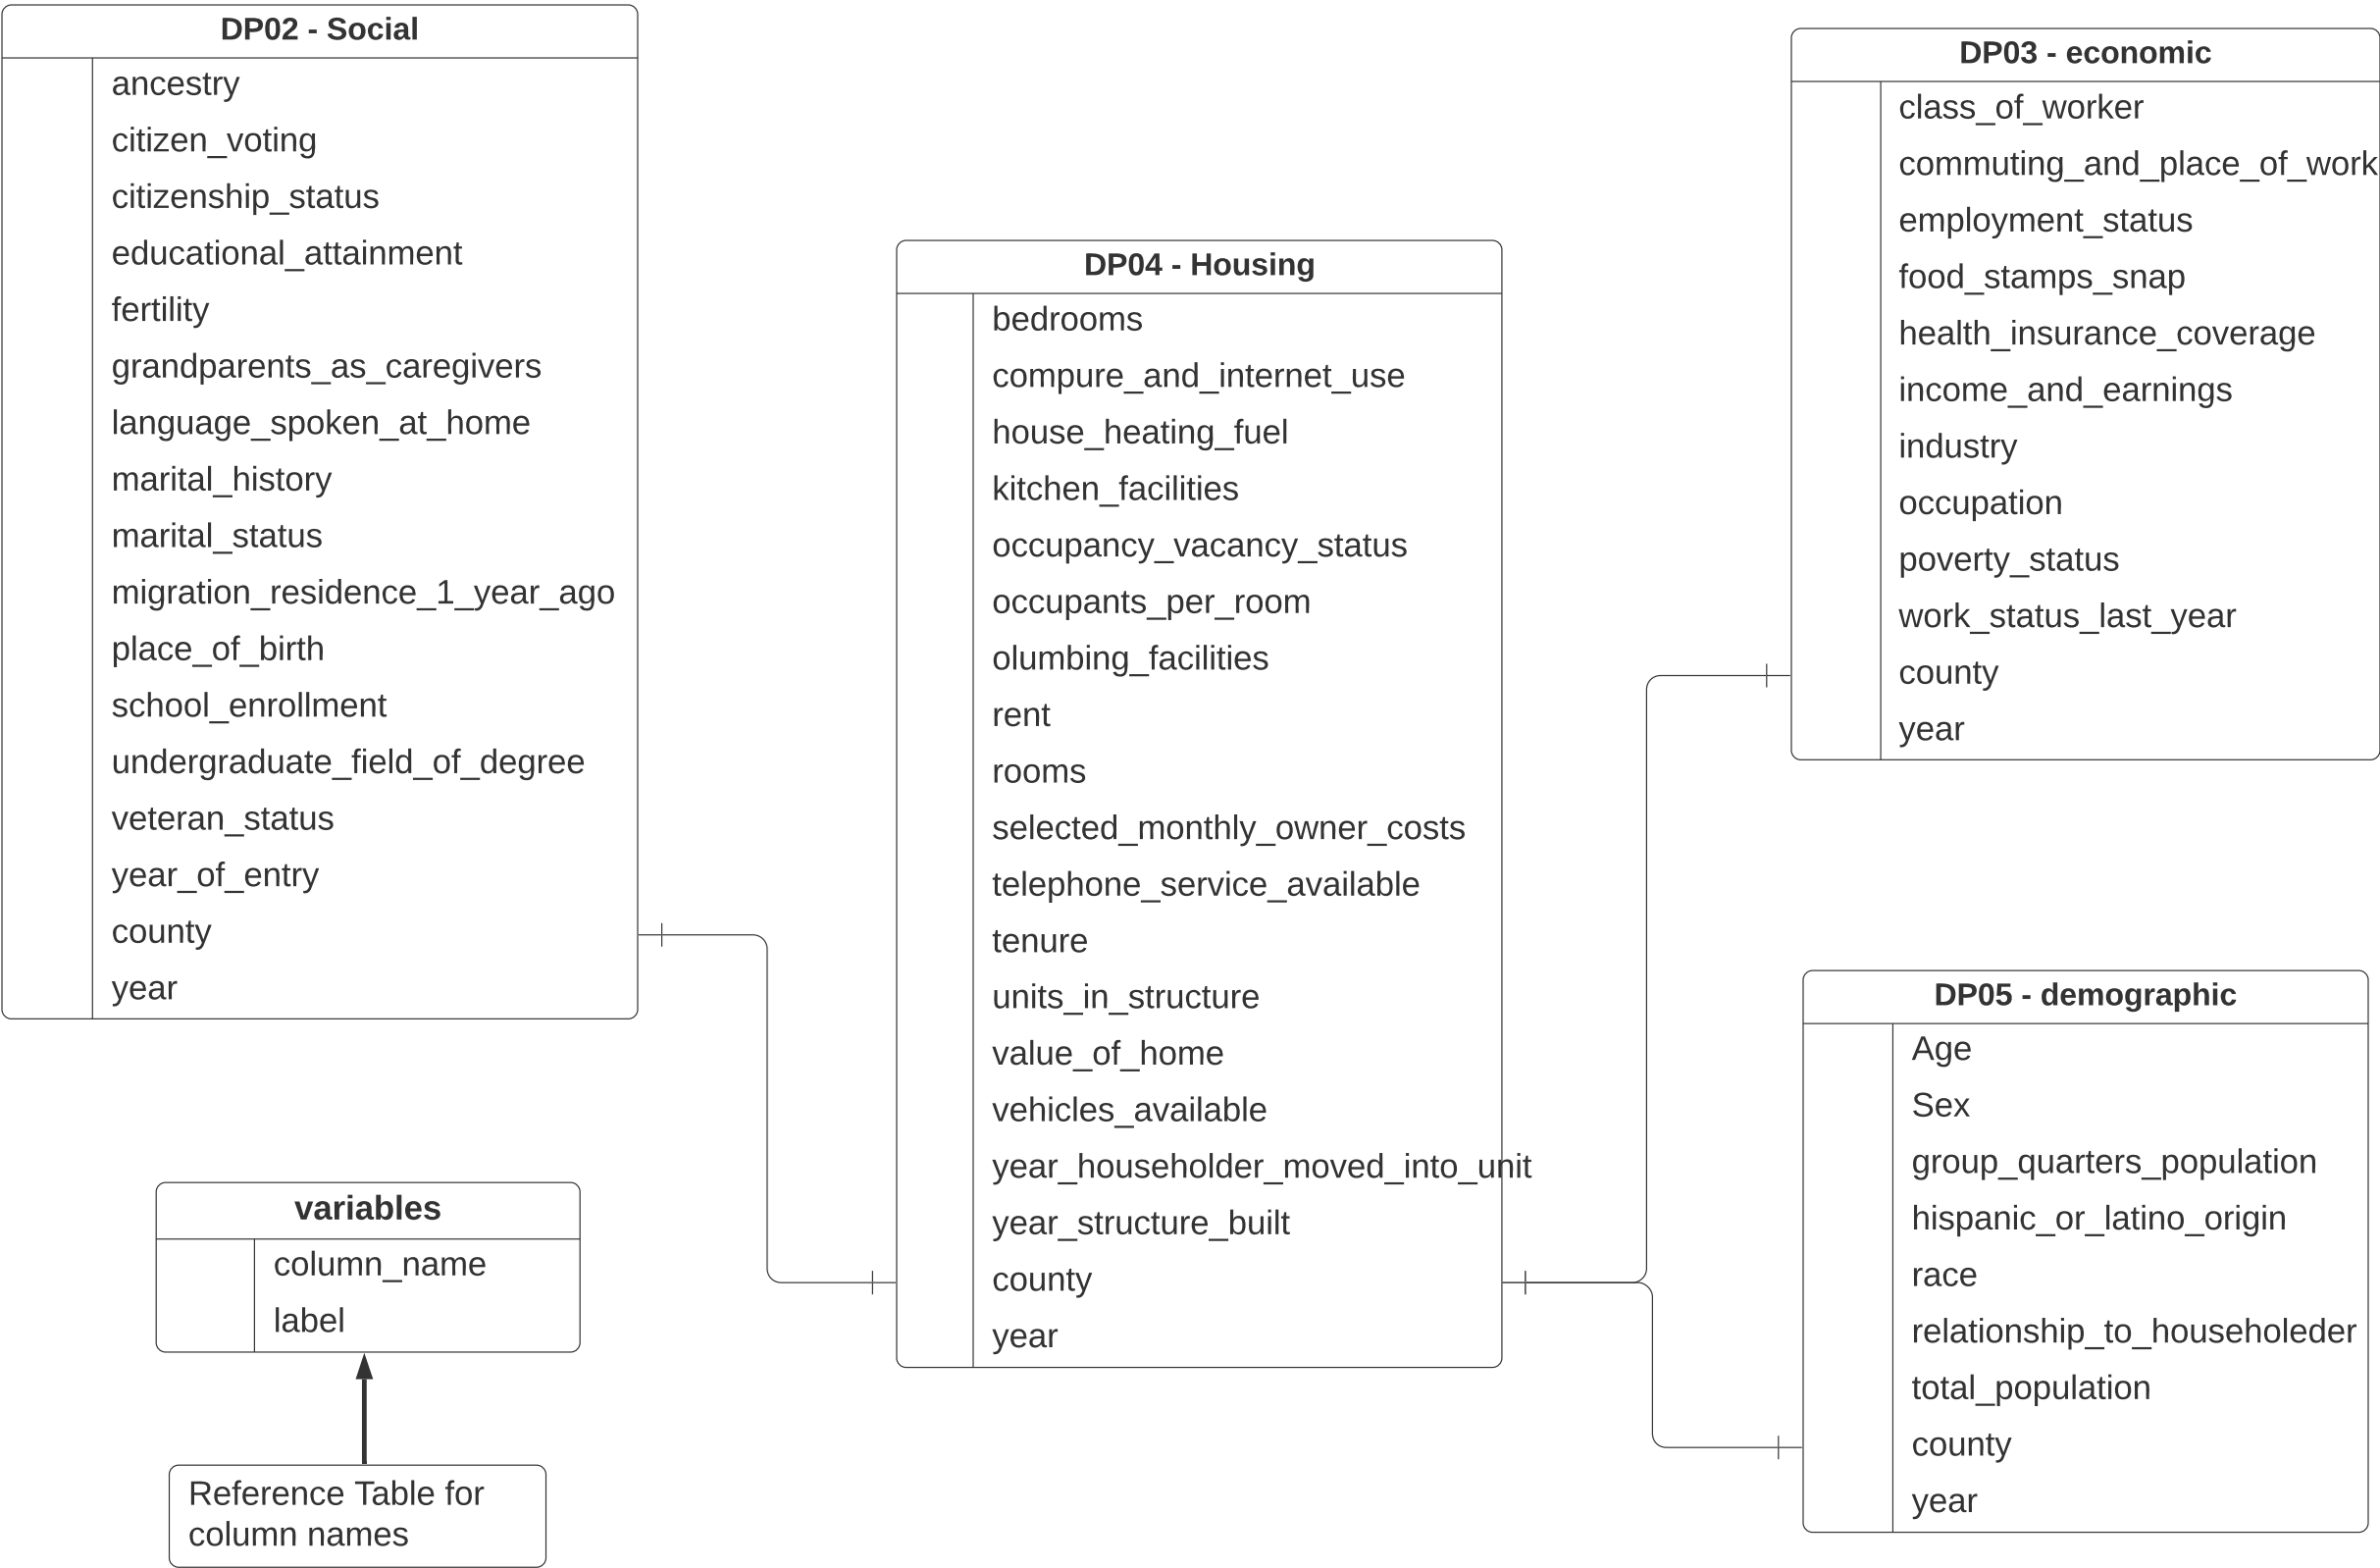 DP02 - Social
ancestry
citizen_voting
citizenship_status
educational_attainment
fertility
grandparents_as_caregivers
language_spoken_at_home
marital_history
marital_status
migration_residence_1_year_ago
place_of_birth
school_enrollment
undergraduate_field_of_degree
veteran_status
year_of_entry
county
year
variables
column_name
label
Reference Table for
column names
DP04 - Housing
bedrooms
compure_and_internet_use
house_heating_fuel
kitchen_facilities
occupancy_vacancy_status
occupants_per_room
olumbing_facilities
rent
rooms
selected_monthly_owner_costs
telephone_service_available
tenure
units_in_structure
value_of_home
vehicles_available
year_householder_moved_into_unit
year_structure_built
county
year
DP03 - economic
class_of_worker
commuting_and_place_of_work
employment_status
food_stamps_snap
health_insurance_coverage
income_and_earnings
industry
occupation
poverty_status
work_status_last_year
county
year
DP05 - demographic
Age
Sex
group_quarters_population
hispanic_or_latino_origin
race
relationship_to_householeder
total_population
county
year